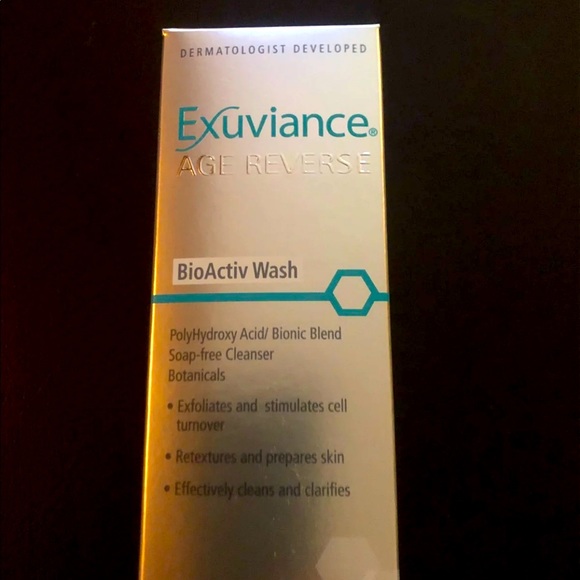 DERMATOLOGIST DEVELOPED
Exuviance®
AGE REVERSE
BioActiv Wash
PolyHydroxy Acid/ Bionic Blend
Soap-free Cleanser
Botanicals
• Exfoliates and stimulates cell
turnover
• Retextures and prepares skin
• Effectively cleans and clarifies